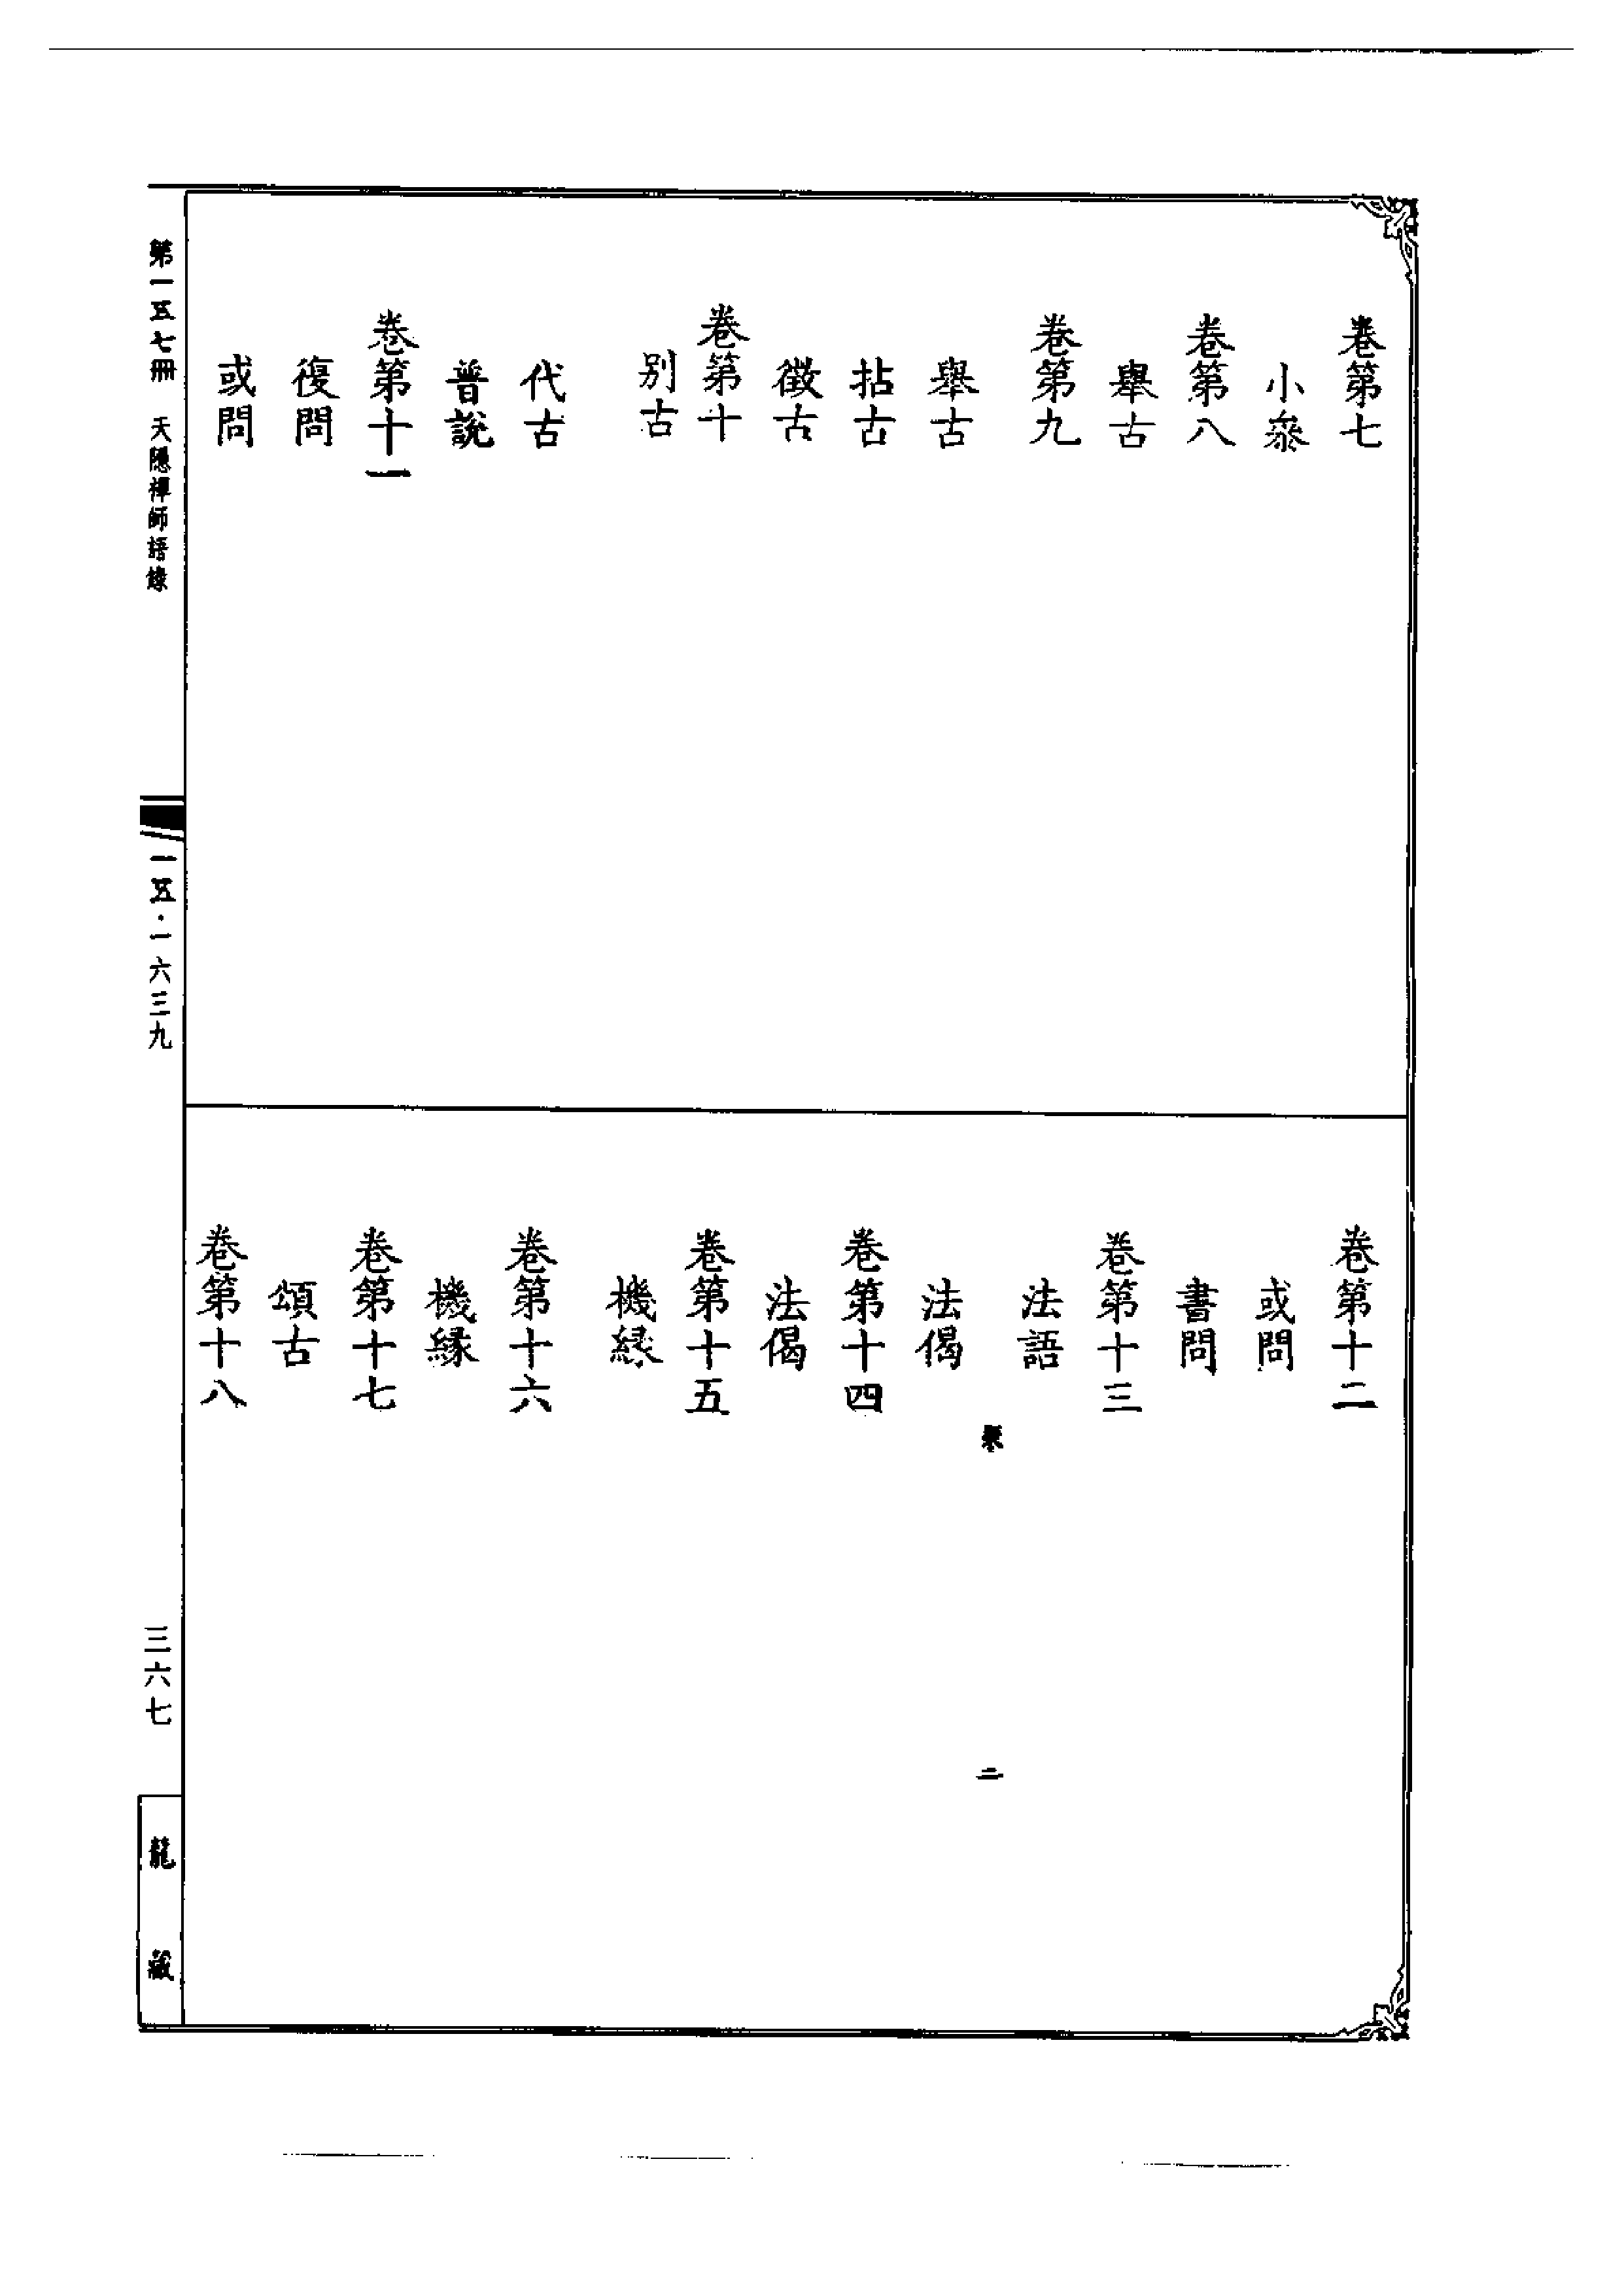 卷第七
小叅
卷第八
舉古
卷第九
舉古
拈古
徵古
卷第十
別古
代古
普說
卷第十一
復問
或問
卷第十二
或問
書問
卷第十三
法語
二
法偈
卷第十四
法偈
卷第十五
機緣
卷第十六
機緣
卷第十七
頌古
卷第十八
第一五七冊 天隱禪師語錄
一五·一六三九
三六七
龍藏